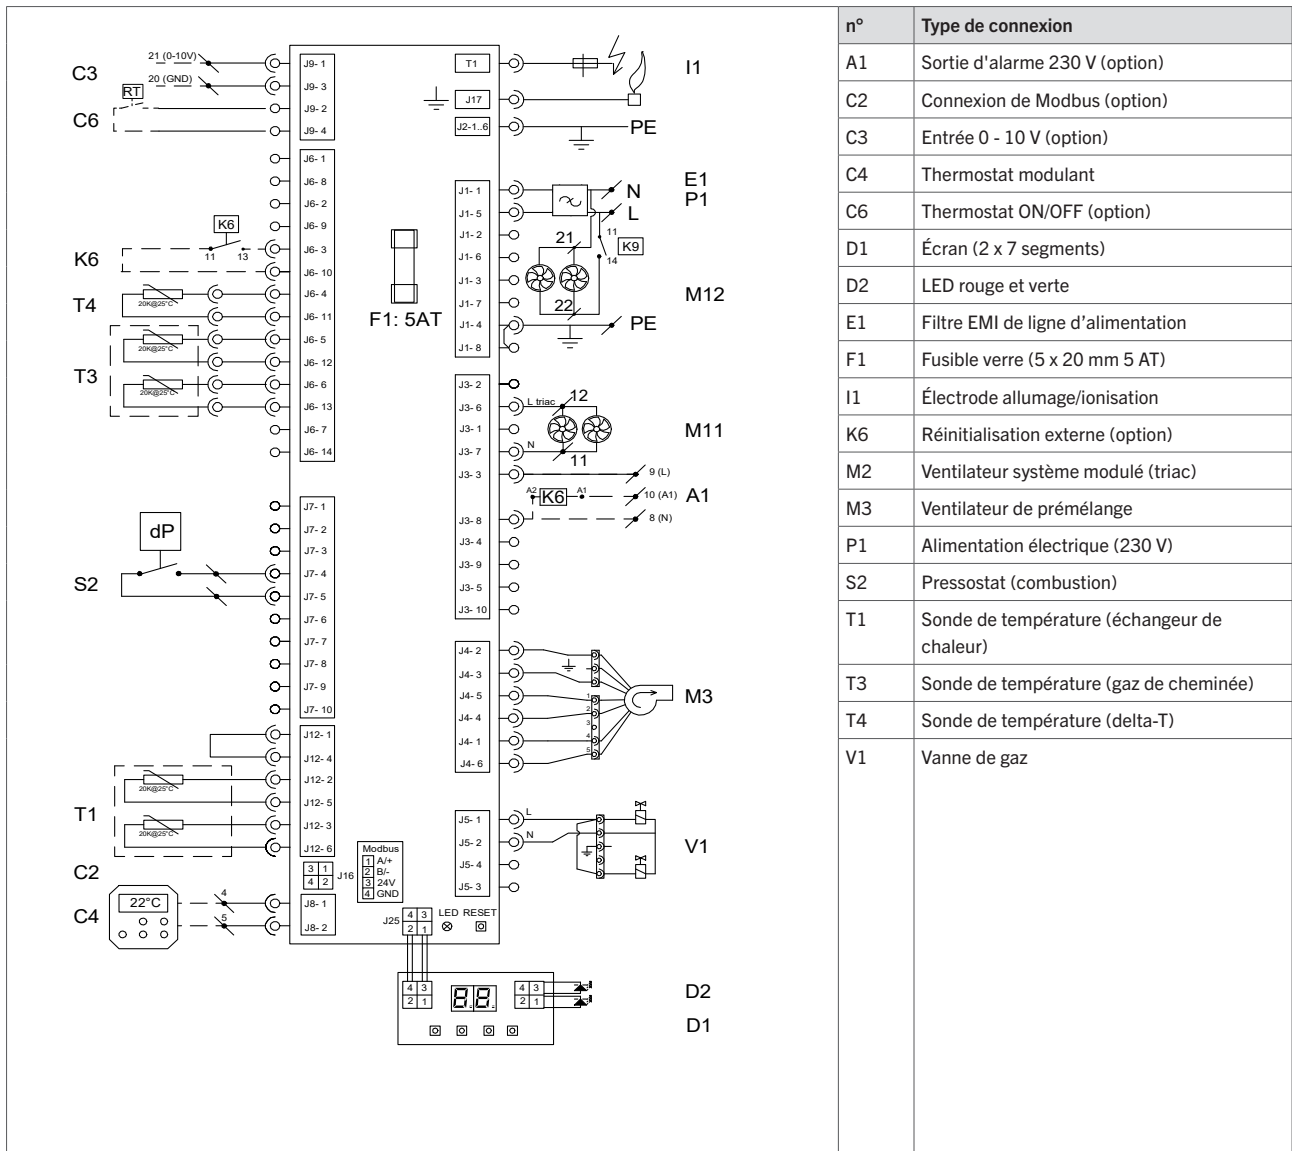 21 (0-10V)
C3
20 (GND)
RT
C6
J9- 1
J9- 3
J9- 2
J9- 4
J6- 1
J6- 8
J6- 2
J6- 9
J6- 3
J6- 10
J6- 4
J6- 11
J6- 5
J6- 12
J6- 6
J6- 13
J6- 7
J6- 14
K6
11 13
K6
T4
20K@25°C
T3
20K@25°C
20K@25°C
dP
S2
J7- 1
J7- 2
J7- 3
J7- 4
J7- 5
J7- 6
J7- 7
J7- 8
J7- 9
J7- 10
J12- 1
J12- 4
J12- 2
J12- 5
J12- 3
J12- 6
T1
20K@25°C
20K@25°C
C2
C4
22°C
4
5
3 1
4 2
J16
J8- 1
J8- 2
Modbus
1 A/+
2 B/-
3 24V
4 GND
J25
4 3
2 1
LED RESET
F1: 5AT
T1
J17
J2-1..6
I1
PE
J1- 1
J1- 5
J1- 2
J1- 6
J1- 3
J1- 7
J1- 4
J1- 8
N
L
E1
P1
21
11
K9
14
22
M12
PE
J3- 2
J3- 6
J3- 1
J3- 7
J3- 3
J3- 8
J3- 4
J3- 9
J3- 5
J3- 10
L triac
12
N
11
M11
9 (L)
A2
K6
A1
10 (A1)
A1
8 (N)
J4- 2
J4- 3
J4- 5
J4- 4
J4- 1
J4- 6
1
2
3
4
5
M3
J5- 1
J5- 2
J5- 4
J5- 3
L
N
V1
4 3
2 1
4 3
2 1
D2
D1
n° Type de connexion
A1 Sortie d'alarme 230 V (option)
C2 Connexion de Modbus (option)
C3 Entrée 0 - 10 V (option)
C4 Thermostat modulant
C6 Thermostat ON/OFF (option)
D1 Écran (2 x 7 segments)
D2 LED rouge et verte
E1 Filtre EMI de ligne d'alimentation
F1 Fusible verre (5 x 20 mm 5 AT)
I1 Électrode allumage/ionisation
K6 Réinitialisation externe (option)
M2 Ventilateur système modulé (triac)
M3 Ventilateur de prémélange
P1 Alimentation électrique (230 V)
S2 Pressostat (combustion)
T1 Sonde de température (échangeur de
chaleur)
T3 Sonde de température (gaz de cheminée)
T4 Sonde de température (delta-T)
V1 Vanne de gaz